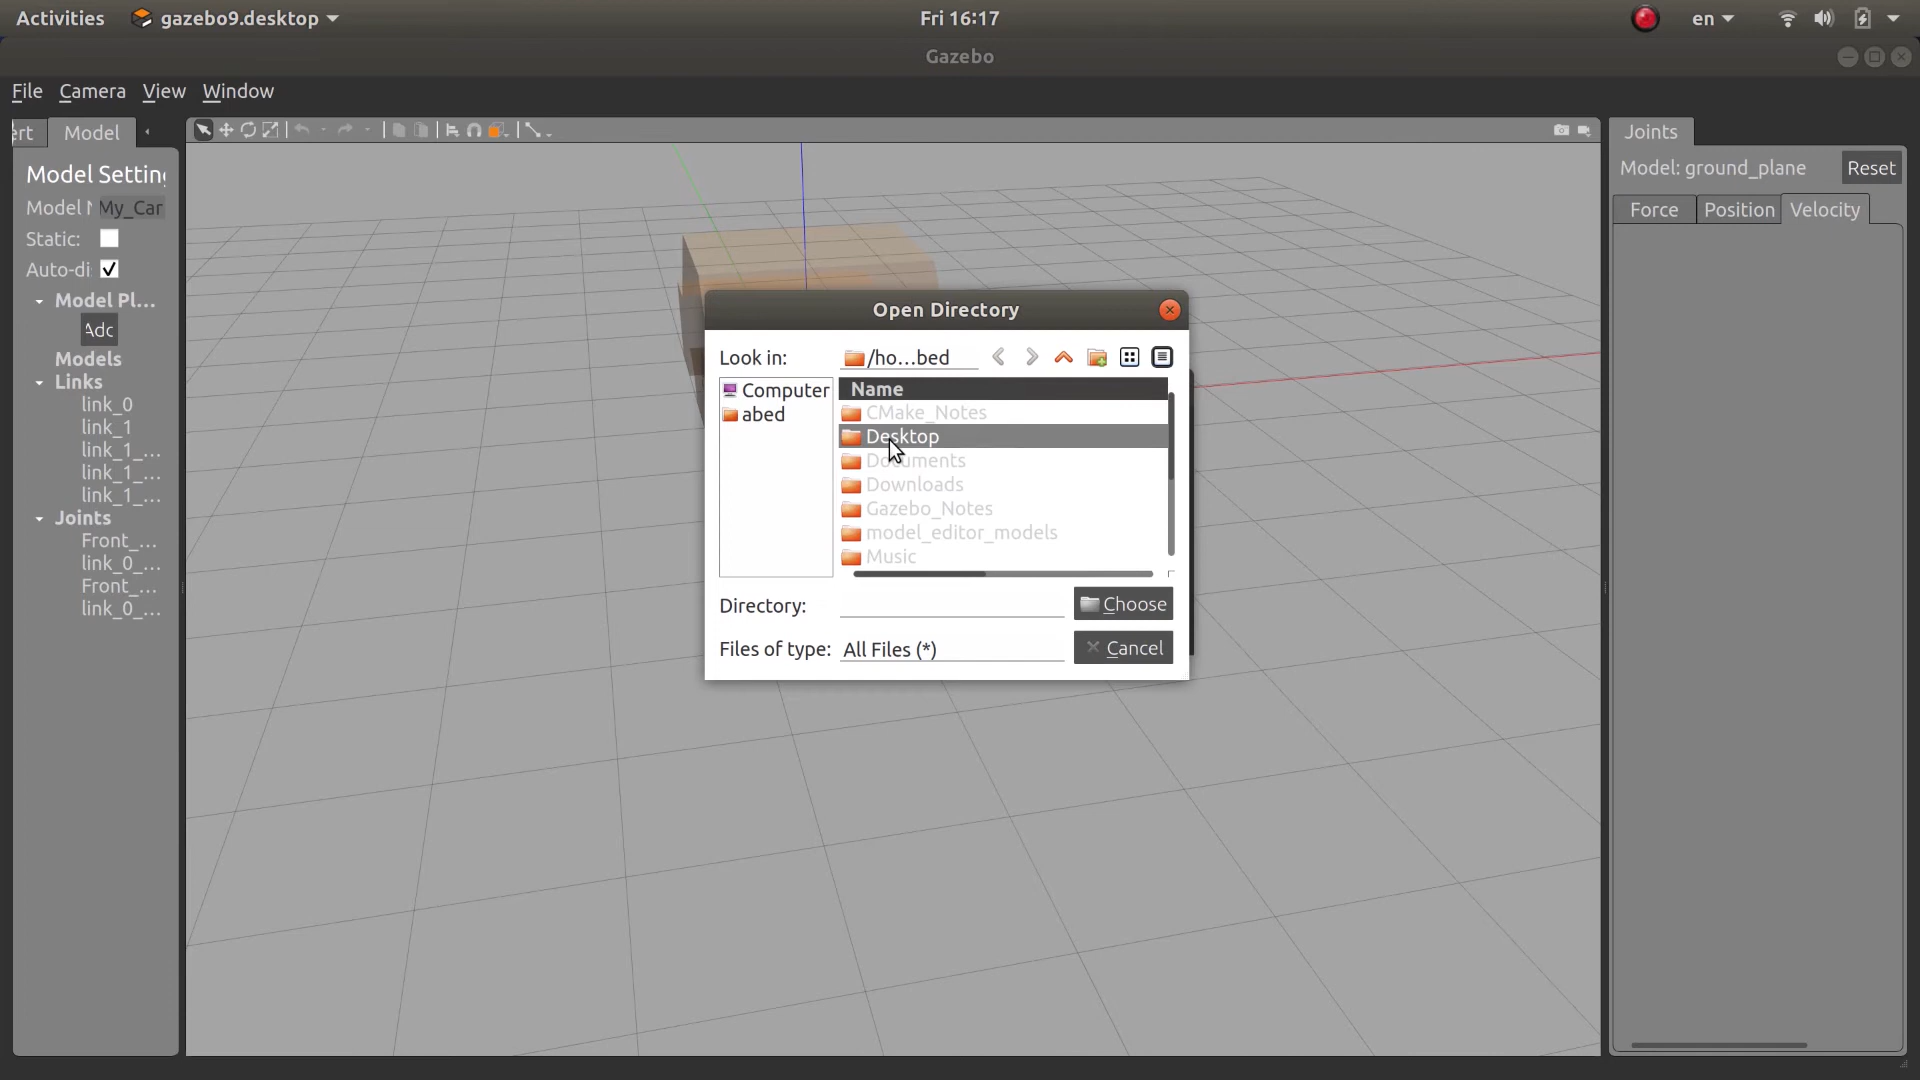 Activities gazebo9.desktop Fri 16:17 en
Gazebo
File Camera View Window
ert Model
Joints
Model: ground_plane Reset
Force Position Velocity
Model Setting
Model N My_Car
Static:
Auto-di
Model Pl...
Adc
Models
Links
link_0
link_1
link_1_...
link_1_...
link_1_...
Joints
Front_...
link_0_...
Front_...
link_0_...
Open Directory
Look in: /ho...bed
Computer
abed
Name
CMake_Notes
Desktop
Documents
Downloads
Gazebo_Notes
model_editor_models
Music
Directory: Choose
Files of type: All Files (*) Cancel